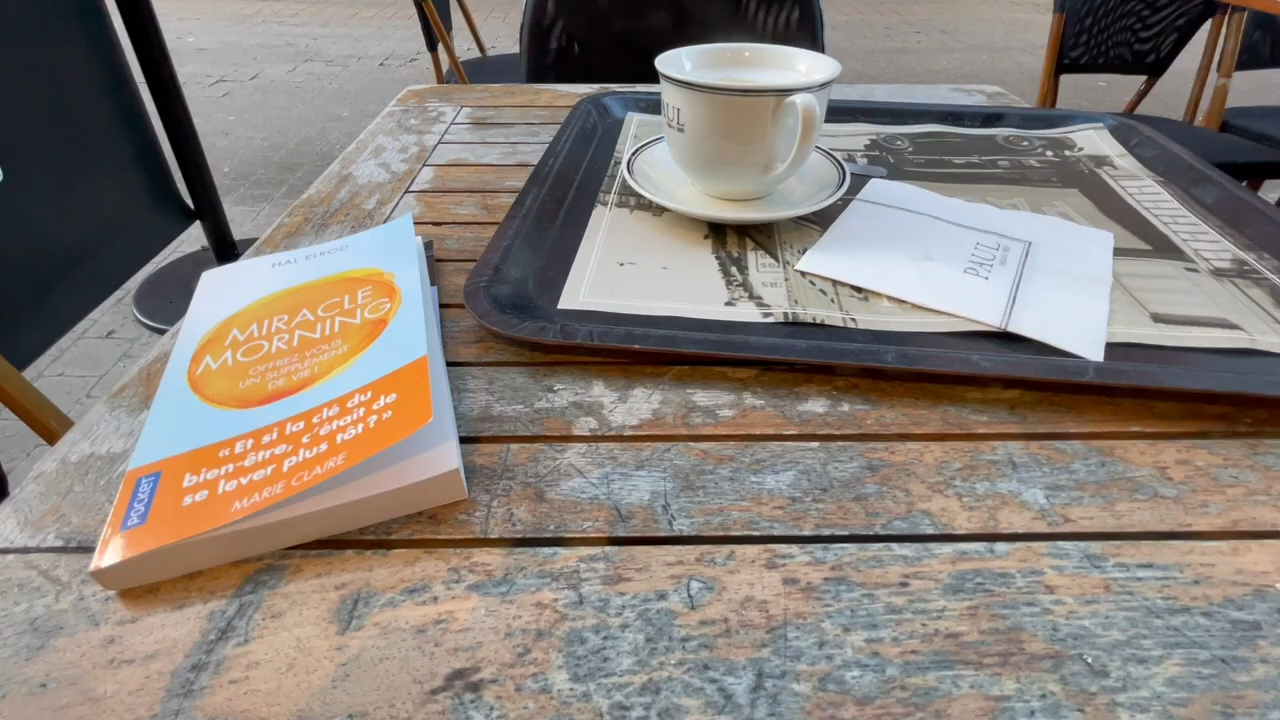 HAL ELROD
MIRACLE
MORNING
OFFREZ-VOUS
UN SUPPLÉMENT
DE VIE !
« Et si la clé du
bien-être, c'était de
se lever plus tôt ? »
MARIE CLAIRE
POCKET
AUL
PAUL